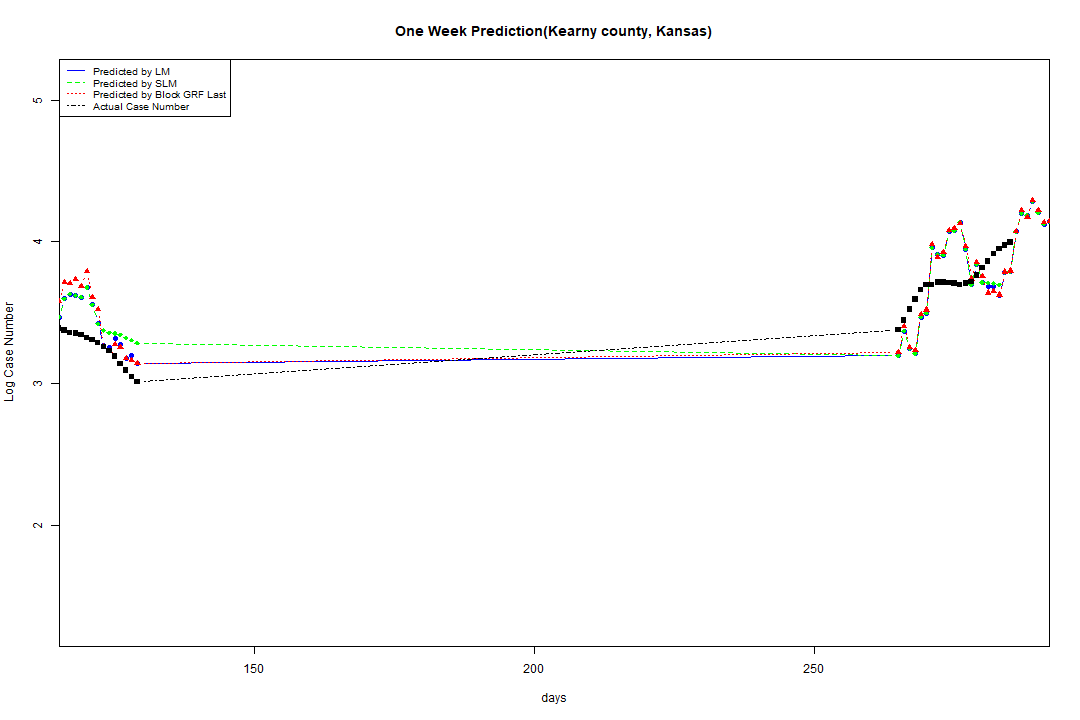 One Week Prediction(Kearny county, Kansas)
Predicted by LM
Predicted by SLM
Predicted by Block GRF Last
Actual Case Number
5
4
3
2
Log Case Number
150
200
250
days